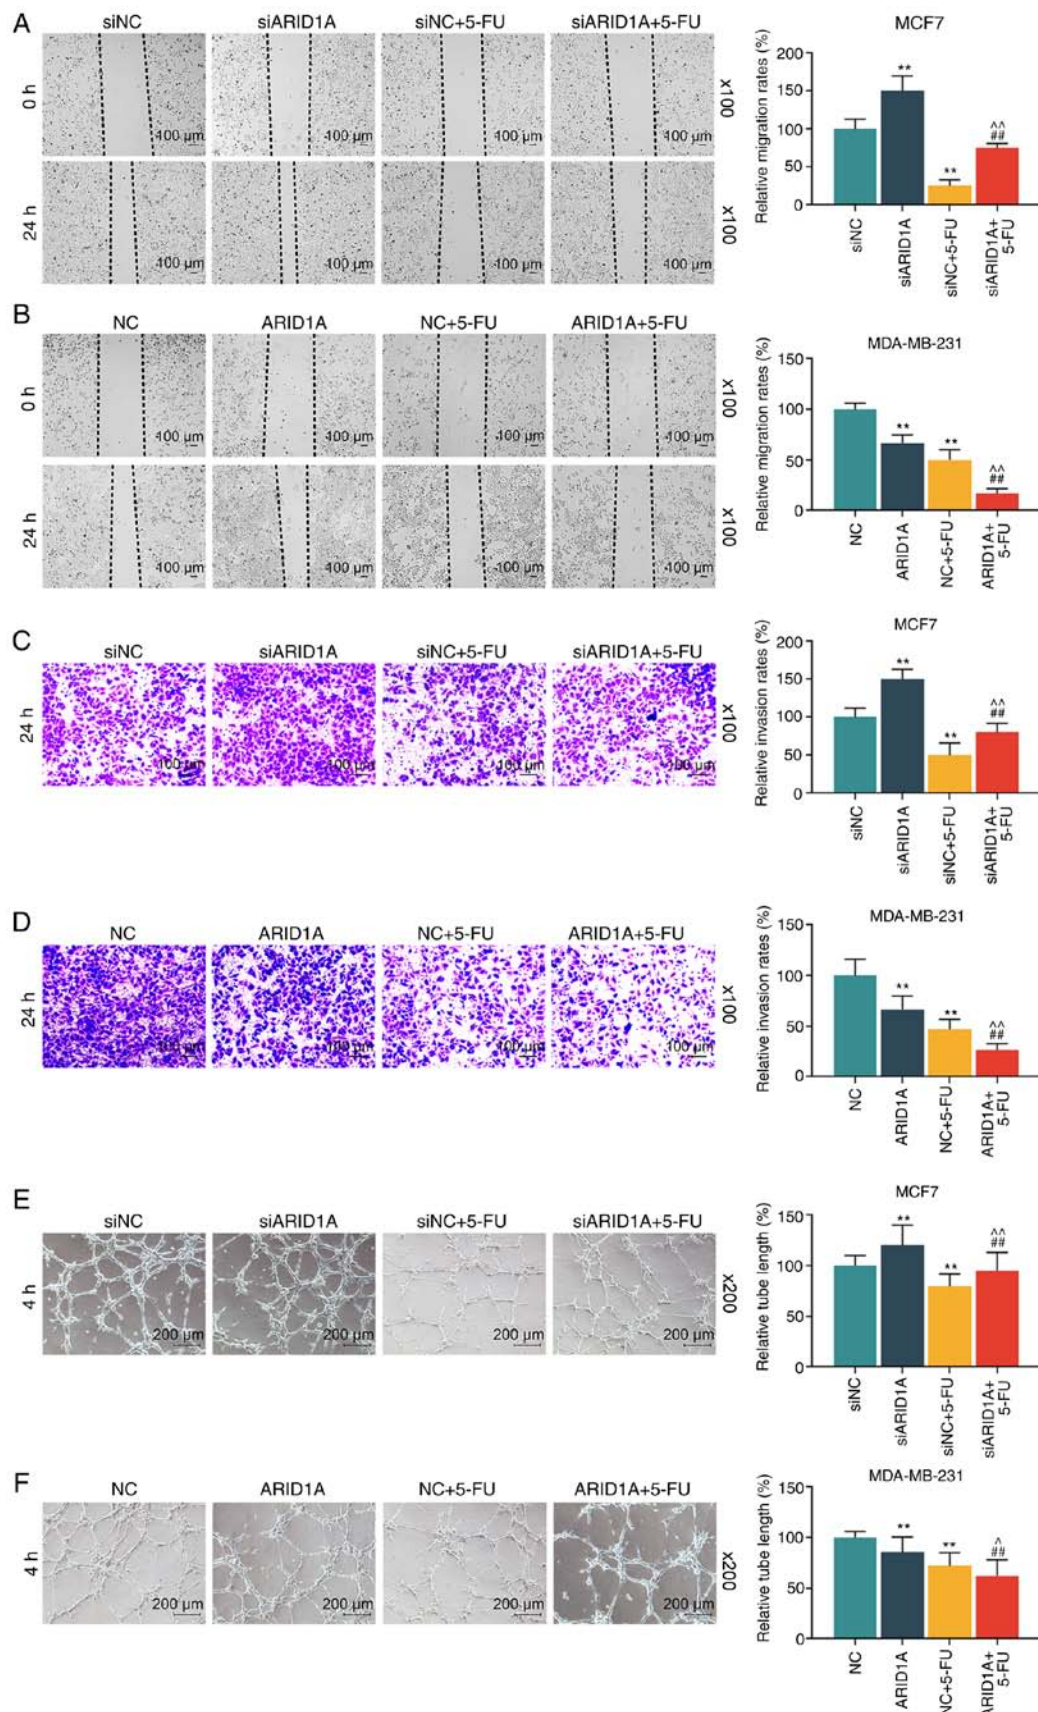 A
siNC
siARID1A
siNC+5-FU
siARID1A+5-FU
0 h
100 µm
100 µm
100 µm
100 µm
x100
24 h
100 µm
100 µm
100 µm
100 µm
x100
MCF7
Relative migration rates (%)
200
150
100
50
0
**
**
^^
##
siNC
siARID1A
siNC+5-FU
siARID1A+
5-FU
B
NC
ARID1A
NC+5-FU
ARID1A+5-FU
0 h
100 µm
100 µm
100 µm
100 µm
x100
24 h
100 µm
100 µm
100 µm
100 µm
x100
MDA-MB-231
Relative migration rates (%)
150
100
50
0
**
**
^^
##
NC
ARID1A
NC+5-FU
ARID1A+
5-FU
C
siNC
siARID1A
siNC+5-FU
siARID1A+5-FU
24 h
100 µm
100 µm
100 µm
100 µm
x100
MCF7
Relative invasion rates (%)
200
150
100
50
0
**
**
^^
##
siNC
siARID1A
siNC+5-FU
siARID1A+
5-FU
D
NC
ARID1A
NC+5-FU
ARID1A+5-FU
24 h
100 µm
100 µm
100 µm
100 µm
x100
MDA-MB-231
Relative invasion rates (%)
150
100
50
0
**
**
^^
##
NC
ARID1A
NC+5-FU
ARID1A+
5-FU
E
siNC
siARID1A
siNC+5-FU
siARID1A+5-FU
4 h
200 µm
200 µm
200 µm
200 µm
x200
MCF7
Relative tube length (%)
150
100
50
0
**
**
^^
##
siNC
siARID1A
siNC+5-FU
siARID1A+
5-FU
F
NC
ARID1A
NC+5-FU
ARID1A+5-FU
4 h
200 µm
200 µm
200 µm
200 µm
x200
MDA-MB-231
Relative tube length (%)
150
100
50
0
**
**
^
##
NC
ARID1A
NC+5-FU
ARID1A+
5-FU